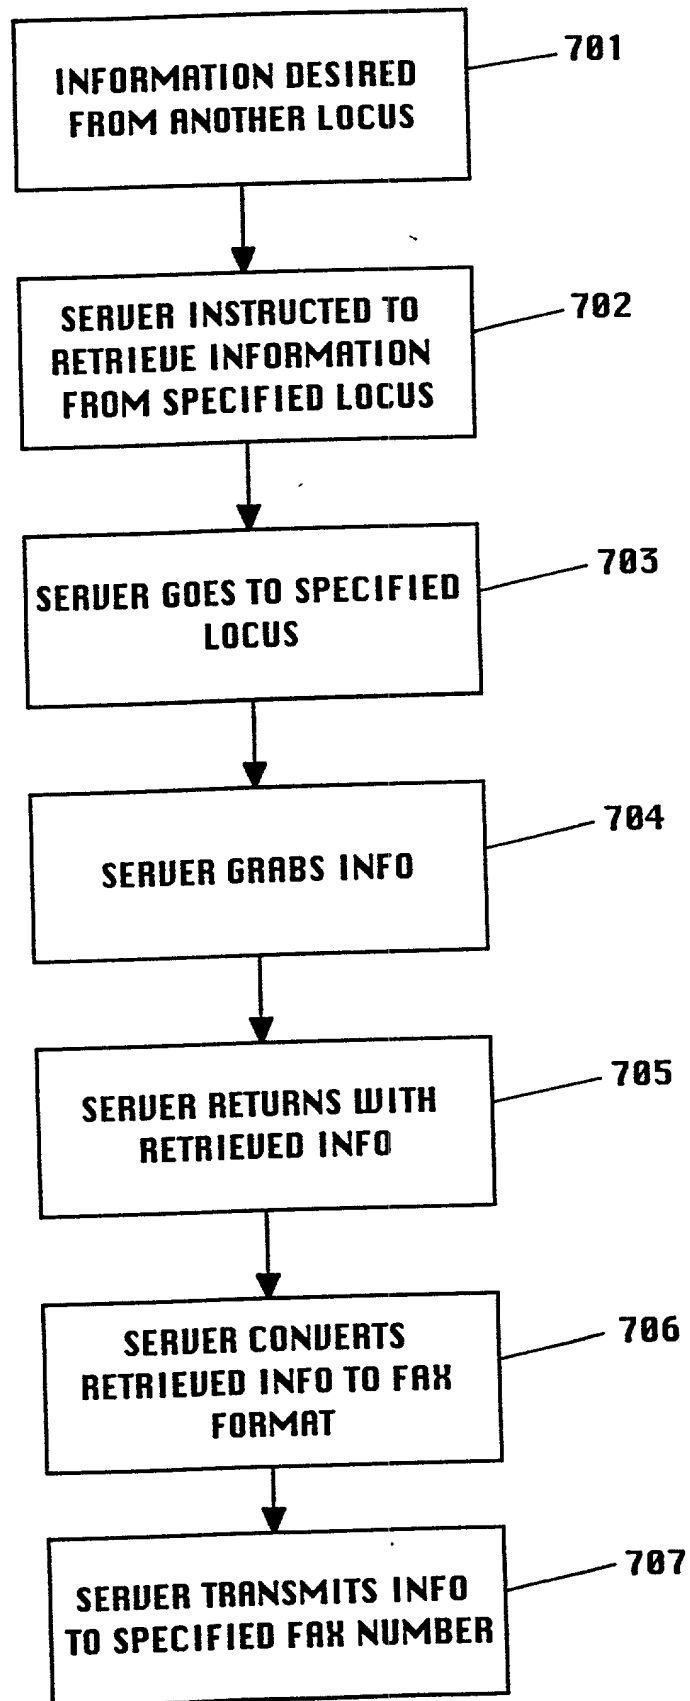 INFORMATION DESIRED
FROM ANOTHER LOCUS
701
SERVER INSTRUCTED TO
RETRIEVE INFORMATION
FROM SPECIFIED LOCUS
702
SERVER GOES TO SPECIFIED
LOCUS
703
SERVER GRABS INFO
704
SERVER RETURNS WITH
RETRIEVED INFO
705
SERVER CONVERTS
RETRIEVED INFO TO FAX
FORMAT
706
SERVER TRANSMITS INFO
TO SPECIFIED FAX NUMBER
707